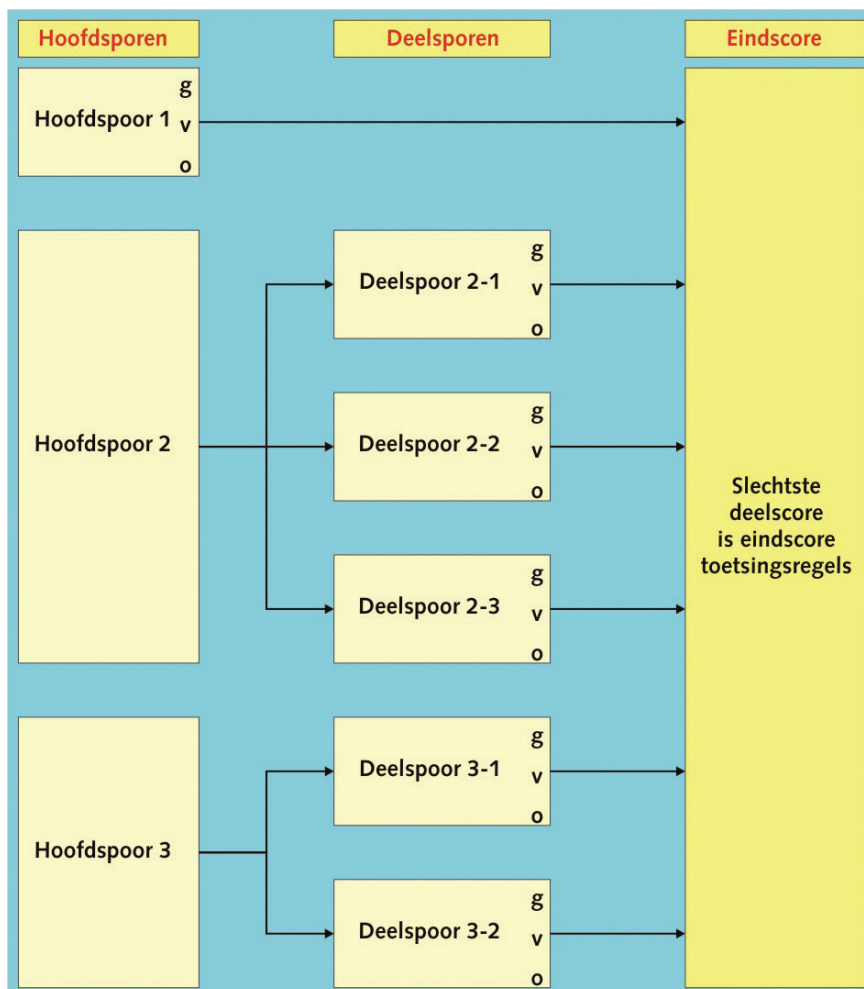 Hoofdsporen
Deelsporen
Eindscore
g
Hoofdspoor 1
v
o
g
Deelspoor 2-1
v
o
Hoofdspoor 2
g
Deelspoor 2-2
v
o
g
Deelspoor 2-3
v
o
Hoofdspoor 3
g
Deelspoor 3-1
v
o
g
Deelspoor 3-2
v
o
Slechtste
deelscore
is eindscore
toetsingsregels